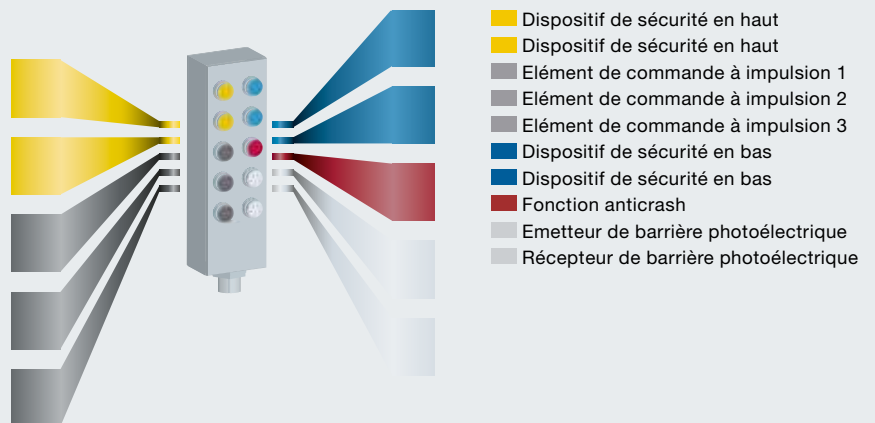 Dispositif de sécurité en haut
Dispositif de sécurité en haut
Elément de commande à impulsion 1
Elément de commande à impulsion 2
Elément de commande à impulsion 3
Dispositif de sécurité en bas
Dispositif de sécurité en bas
Fonction anticrash
Emetteur de barrière photoélectrique
Récepteur de barrière photoélectrique